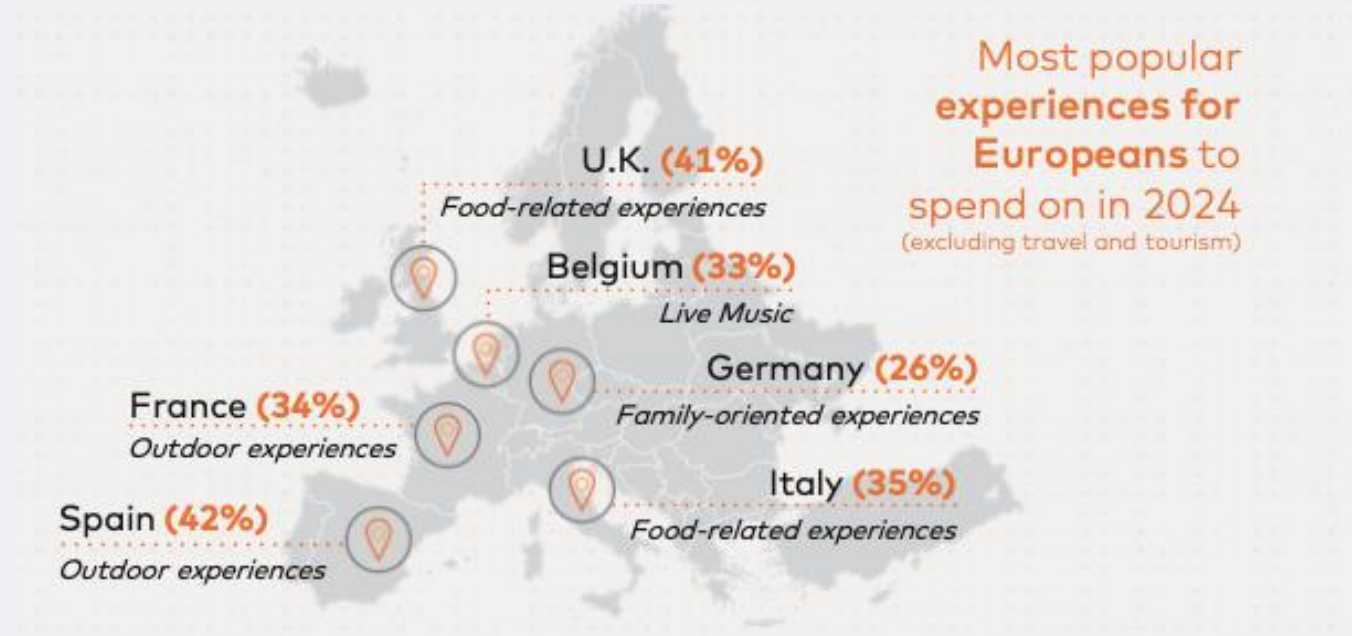 Most popular
experiences for
Europeans to
spend on in 2024
(excluding travel and tourism)
U.K. (41%)
Food-related experiences
Belgium (33%)
Live Music
Germany (26%)
Family-oriented experiences
France (34%)
Outdoor experiences
Italy (35%)
Food-related experiences
Spain (42%)
Outdoor experiences